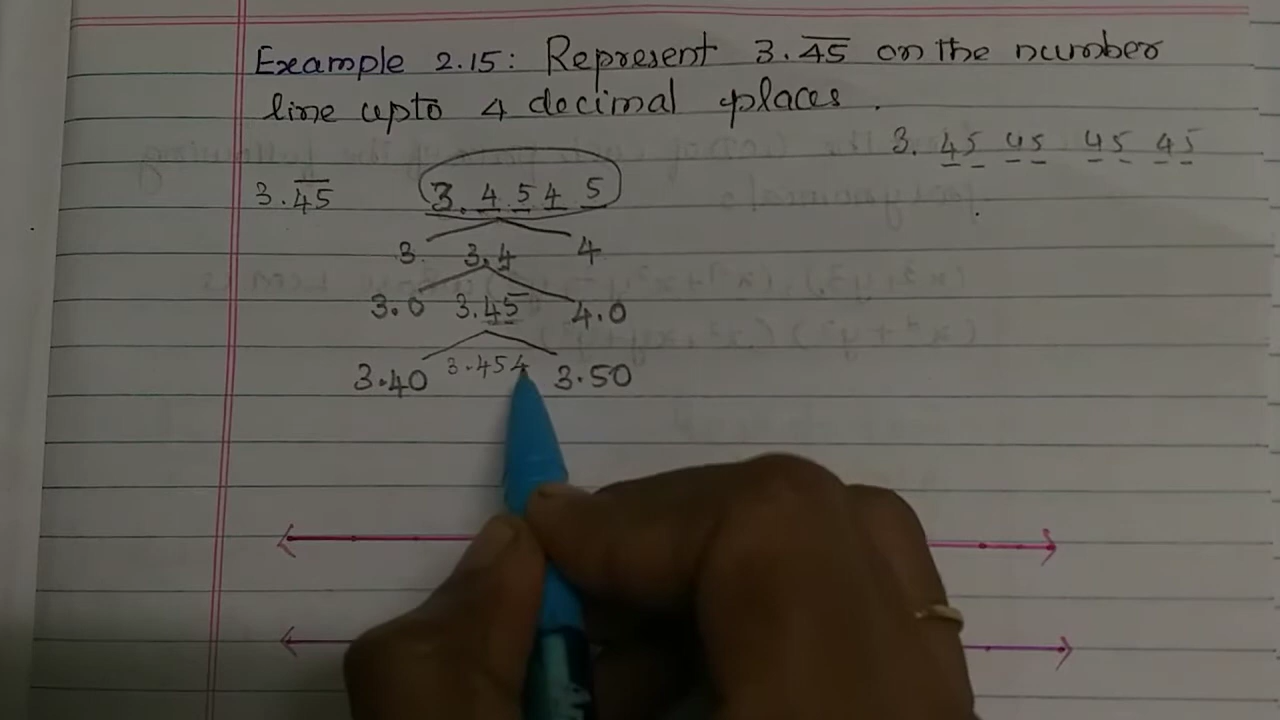 Example 2.15: Represent 3.4̅5̅ on the number
line upto 4 decimal places.
3. 45 45 45 45
3.4̅5̅ 3.4545
3 3.4 4
3.0 3.45 4.0
3.40 3.454 3.50